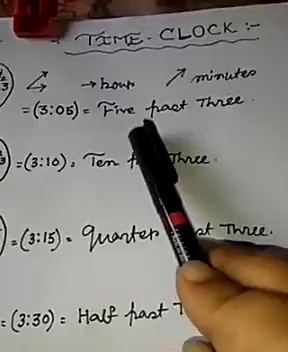 :- TIME-CLOCK :-
→ hour ↗ minutes
= (3:05) = Five past Three.
= (3:10) = Ten Three.
= (3:15) = Quarter Three.
= (3:30) = Half past